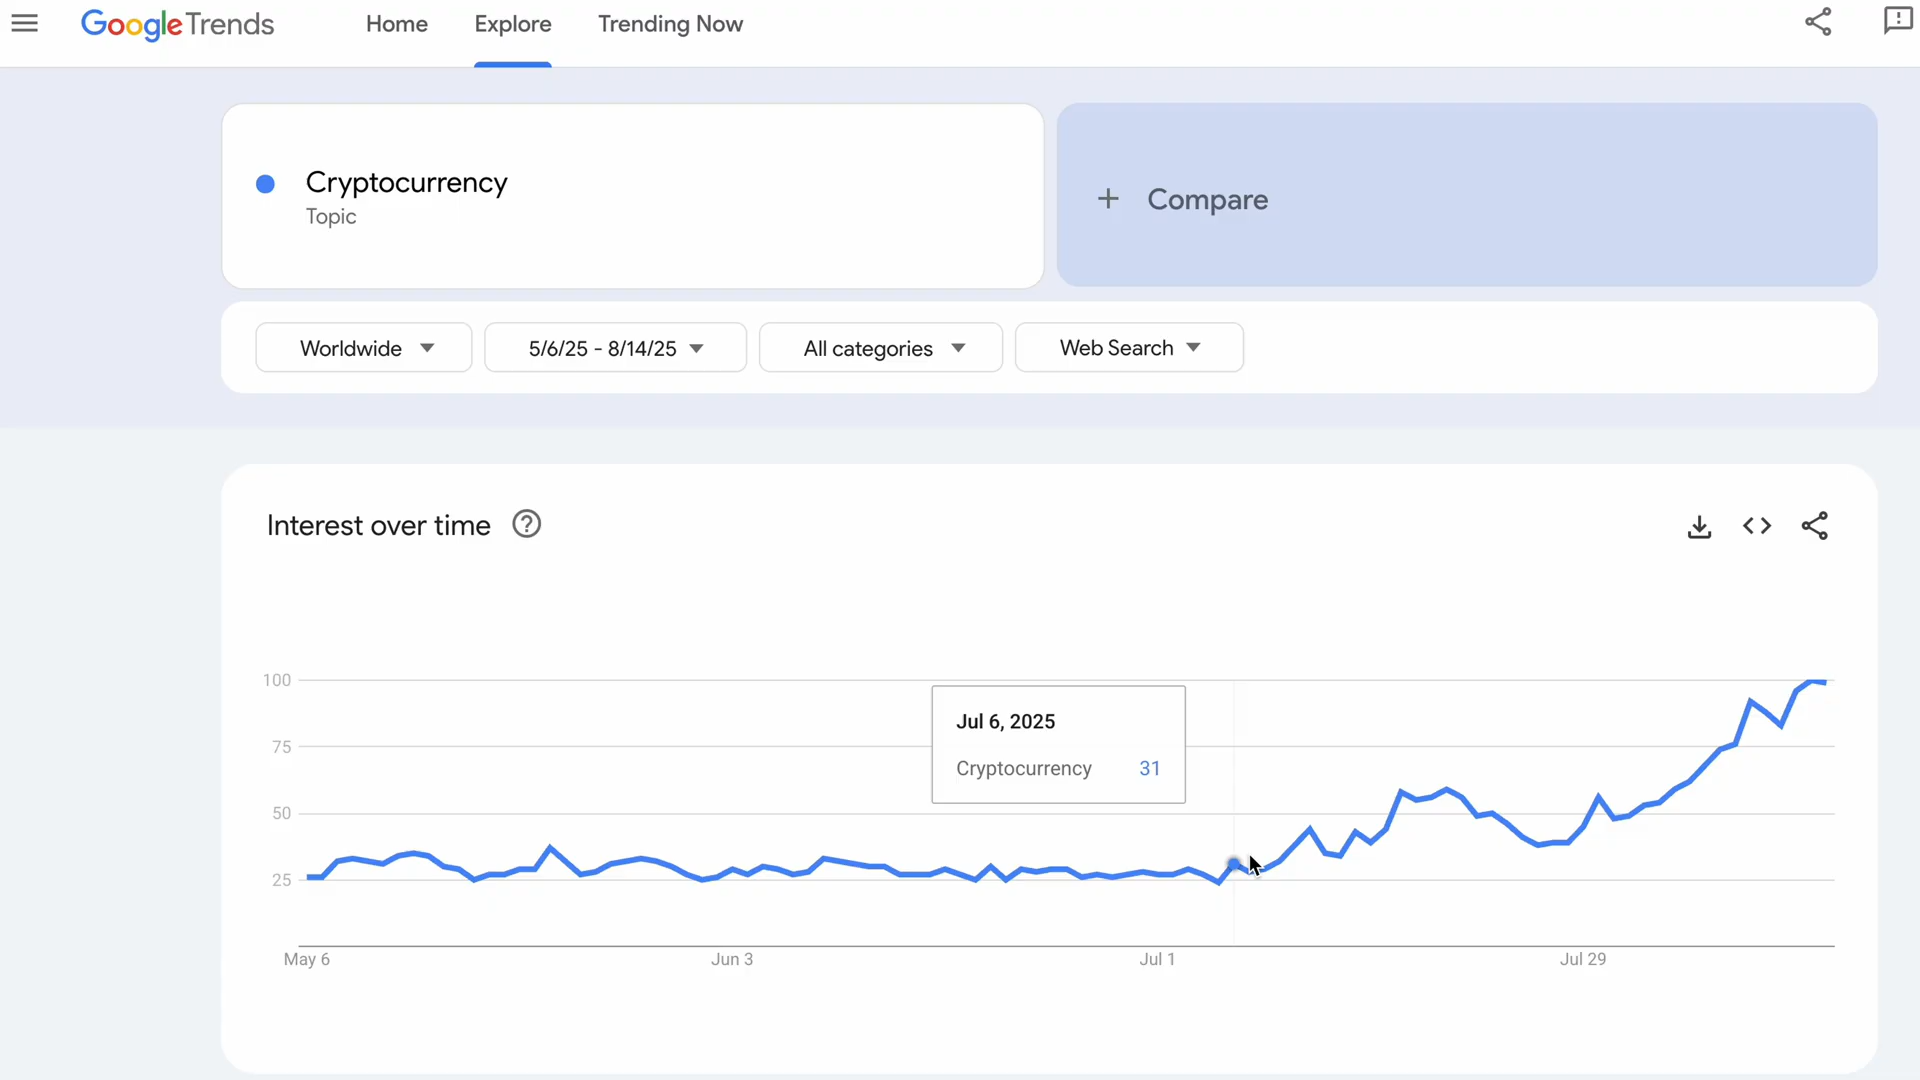 Google Trends
Home
Explore
Trending Now
Cryptocurrency
Topic
+ Compare
Worldwide
5/6/25 - 8/14/25
All categories
Web Search
Interest over time
100
75
50
25
Jul 6, 2025
Cryptocurrency 31
May 6
Jun 3
Jul 1
Jul 29